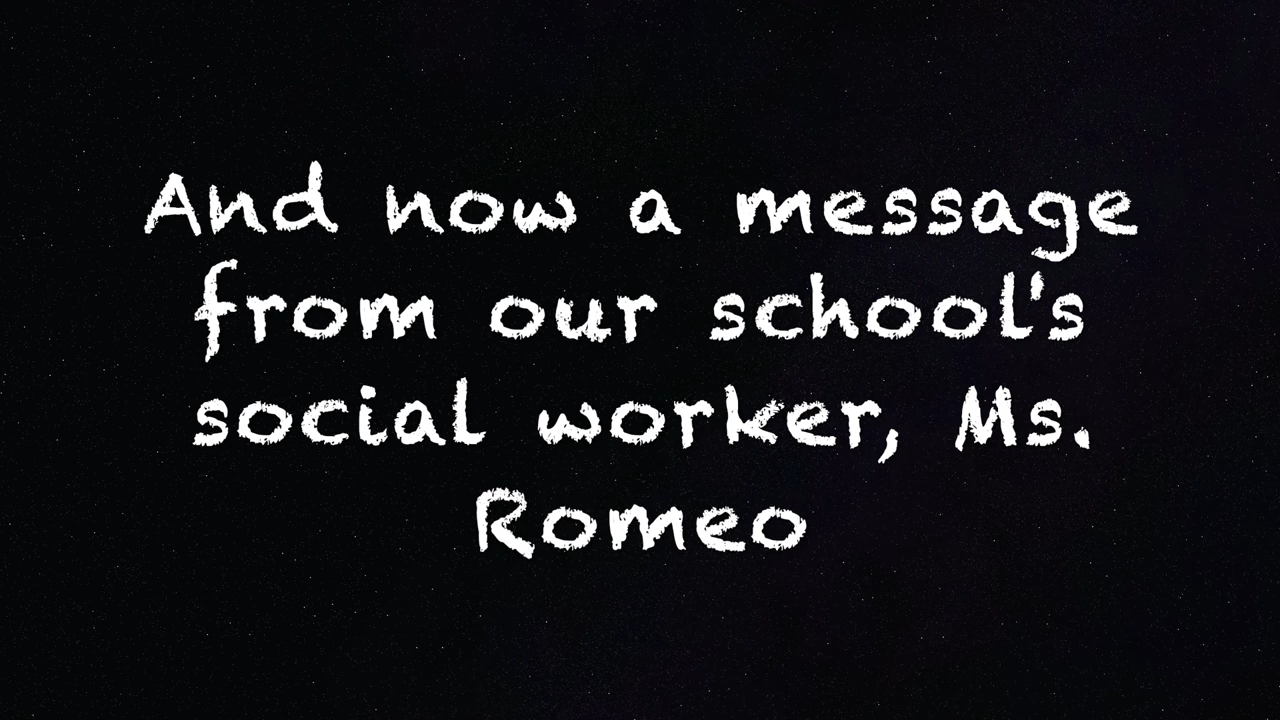 And now a message
from our school's
social worker, Ms.
Romeo